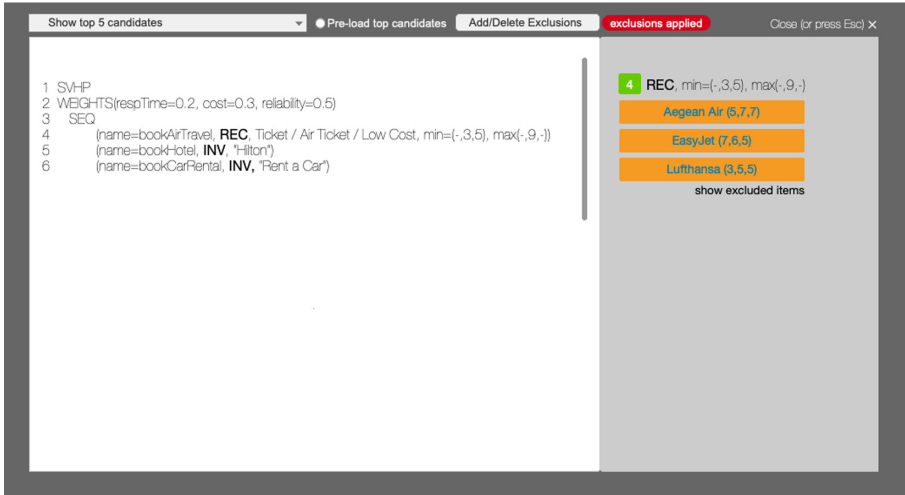 Show top 5 candidates
Pre-load top candidates
Add/Delete Exclusions
exclusions applied
Close (or press Esc) ×
1 SVHP
2 WEIGHTS(respTime=0.2, cost=0.3, reliability=0.5)
3 SEQ
4 (name=bookAirTravel, REC, Ticket / Air Ticket / Low Cost, min=(-,3,5), max(-,9,-))
5 (name=bookHotel, INV, "Hilton")
6 (name=bookCarRental, INV, "Rent a Car")
4 REC, min=(-,3,5), max(-,9,-)
Aegean Air (5,7,7)
EasyJet (7,6,5)
Lufthansa (3,5,5)
show excluded items